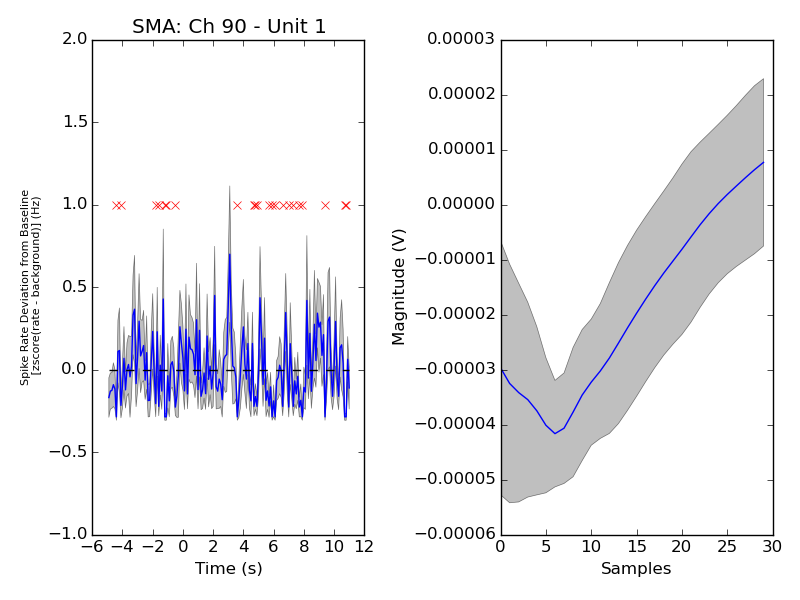 SMA: Ch 90 - Unit 1
2.0
1.5
1.0
0.5
0.0
−0.5
−1.0
−6 −4 −2 0 2 4 6 8 10 12
Time (s)
Spike Rate Deviation from Baseline
[zscore(rate - background)] (Hz)
0.00003
0.00002
0.00001
0.00000
−0.00001
−0.00002
−0.00003
−0.00004
−0.00005
−0.00006
0 5 10 15 20 25 30
Samples
Magnitude (V)